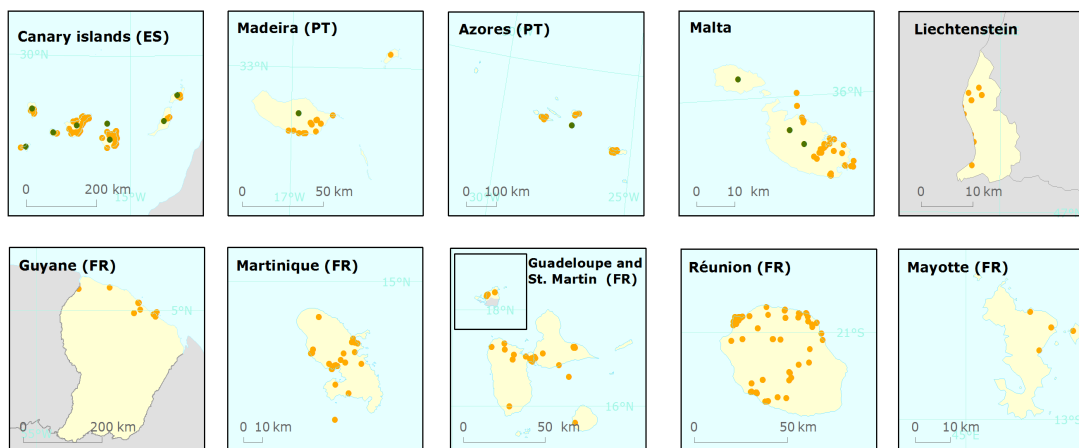 Canary islands (ES)
30°N
0 200 km
15°W
Madeira (PT)
33°N
0 50 km
17°W
Azores (PT)
0 100 km
30°W
25°W
Malta
36°N
0 10 km
Liechtenstein
0 10 km
Guyane (FR)
5°N
0 200 km
Martinique (FR)
15°N
0 10 km
Guadeloupe and
St. Martin (FR)
18°N
16°N
0 50 km
Réunion (FR)
21°S
0 50 km
Mayotte (FR)
13°S
0 10 km
45°E